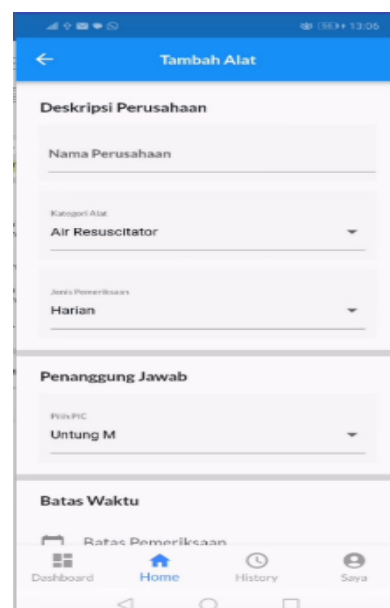 13:06
Tambah Alat
Deskripsi Perusahaan
Nama Perusahaan
Kategori Alat
Air Resuscitator
Jenis Pemeriksaan
Harian
Penanggung Jawab
Pilih PIC
Untung M
Batas Waktu
Batas Pemeriksaan
Dashboard Home History Saya